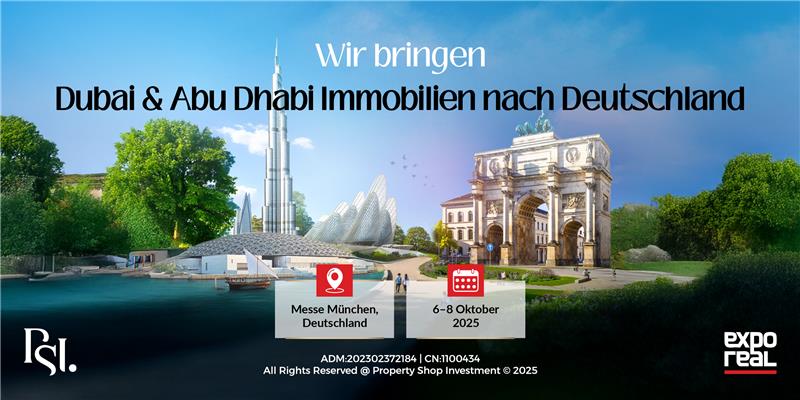 Wir bringen
Dubai & Abu Dhabi Immobilien nach Deutschland
Messe München,
Deutschland
6–8 Oktober
2025
PSI.
ADM:202302372184 | CN:1100434
All Rights Reserved @ Property Shop Investment © 2025
expo
real